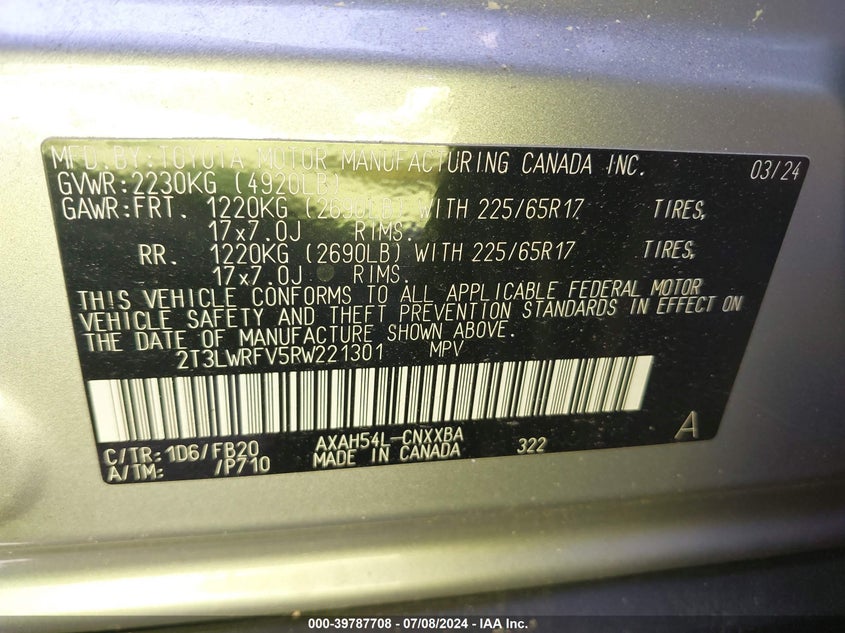 MFD. BY: TOYOTA MOTOR MANUFACTURING CANADA INC. 03/24
GVWR: 2230KG (4920LB)
GAWR: FRT. 1220KG (2690LB) WITH 225/65R17 TIRES,
17x7.0J RIMS.
RR. 1220KG (2690LB) WITH 225/65R17 TIRES,
17x7.0J RIMS.
THIS VEHICLE CONFORMS TO ALL APPLICABLE FEDERAL MOTOR
VEHICLE SAFETY AND THEFT PREVENTION STANDARDS IN EFFECT ON
THE DATE OF MANUFACTURE SHOWN ABOVE.
2T3LWRFV5RW221301 MPV
C/TR: 1D6/FB20 AXAH54L-CNXXBA 322 A
A/TM: /P710 MADE IN CANADA
000-39787708 - 07/08/2024 - IAA Inc.